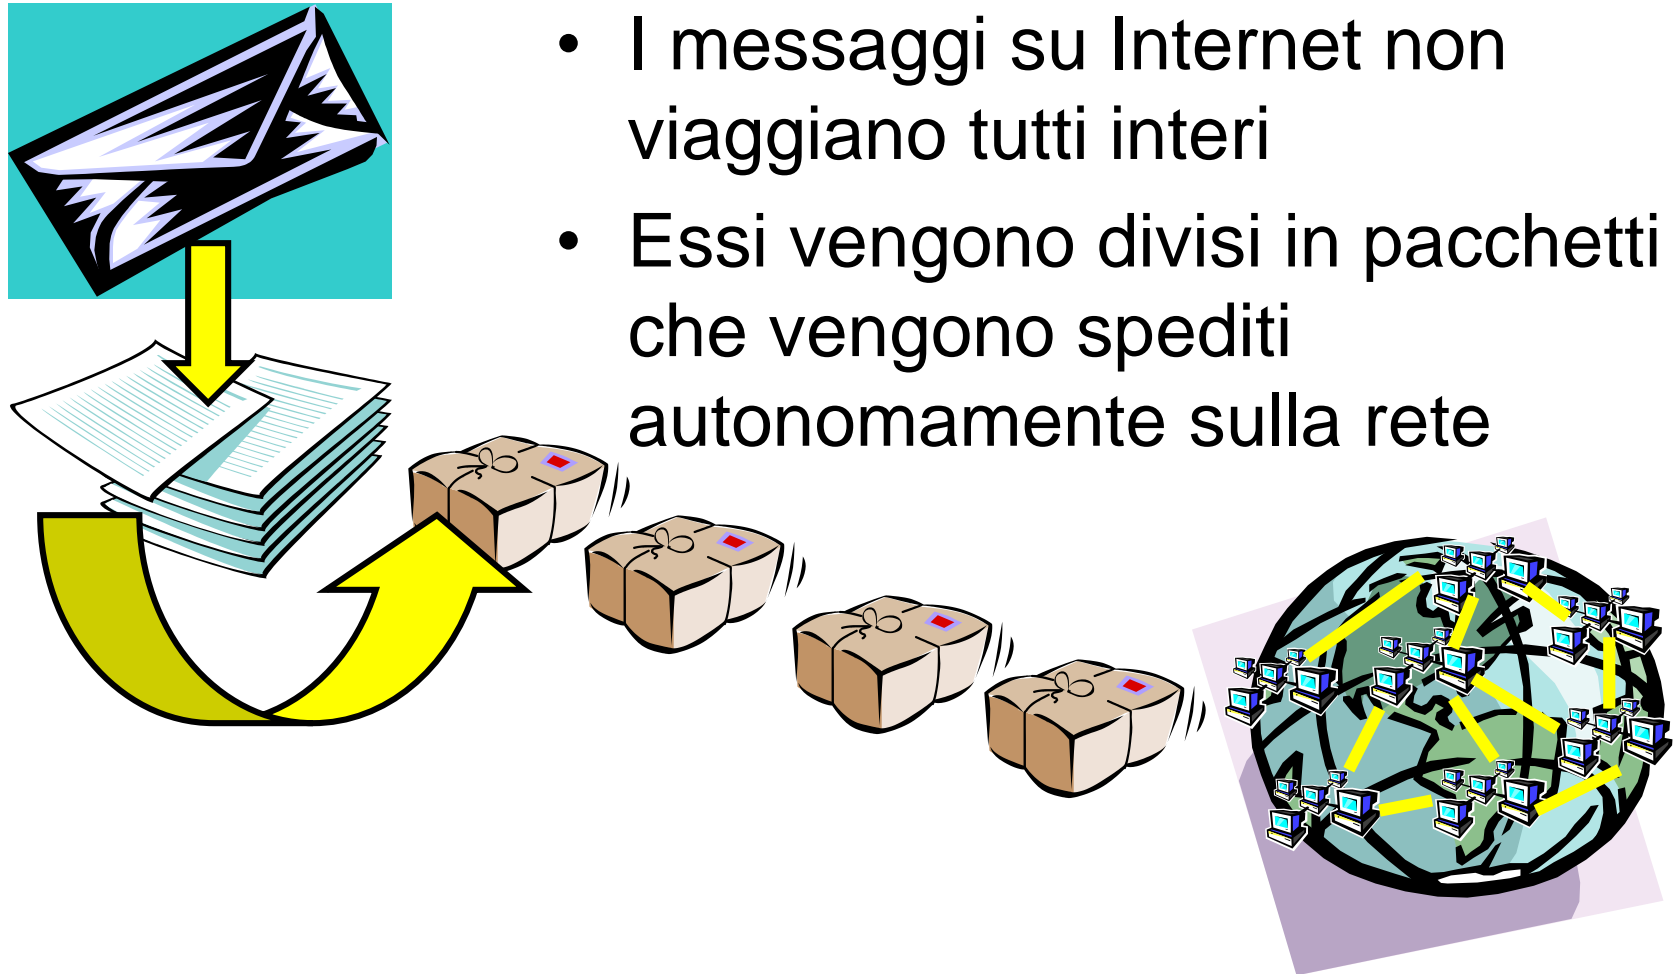 • I messaggi su Internet non
viaggiano tutti interi
• Essi vengono divisi in pacchetti
che vengono spediti
autonomamente sulla rete